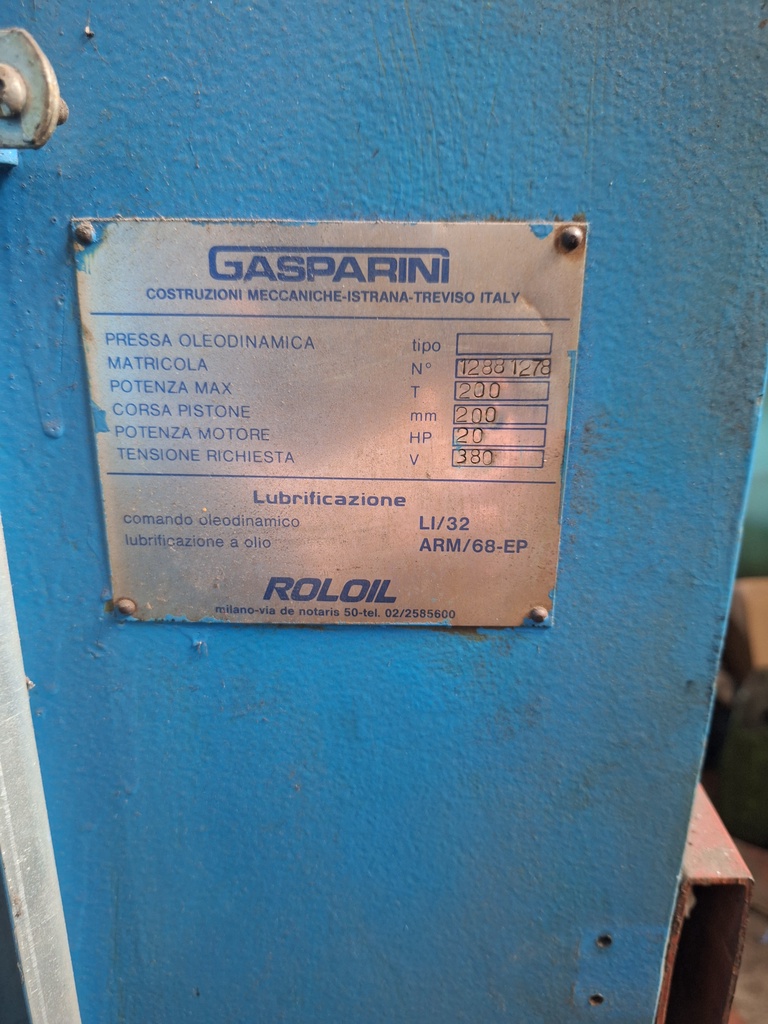 GASPARINI
COSTRUZIONI MECCANICHE-ISTRANA-TREVISO ITALY
PRESSA OLEODINAMICA tipo
MATRICOLA N° 12881278
POTENZA MAX T 200
CORSA PISTONE mm 200
POTENZA MOTORE HP 20
TENSIONE RICHIESTA V 380
Lubrificazione
comando oleodinamico LI/32
lubrificazione a olio ARM/68-EP
ROLOIL
milano-via de notaris 50-tel. 02/2585600